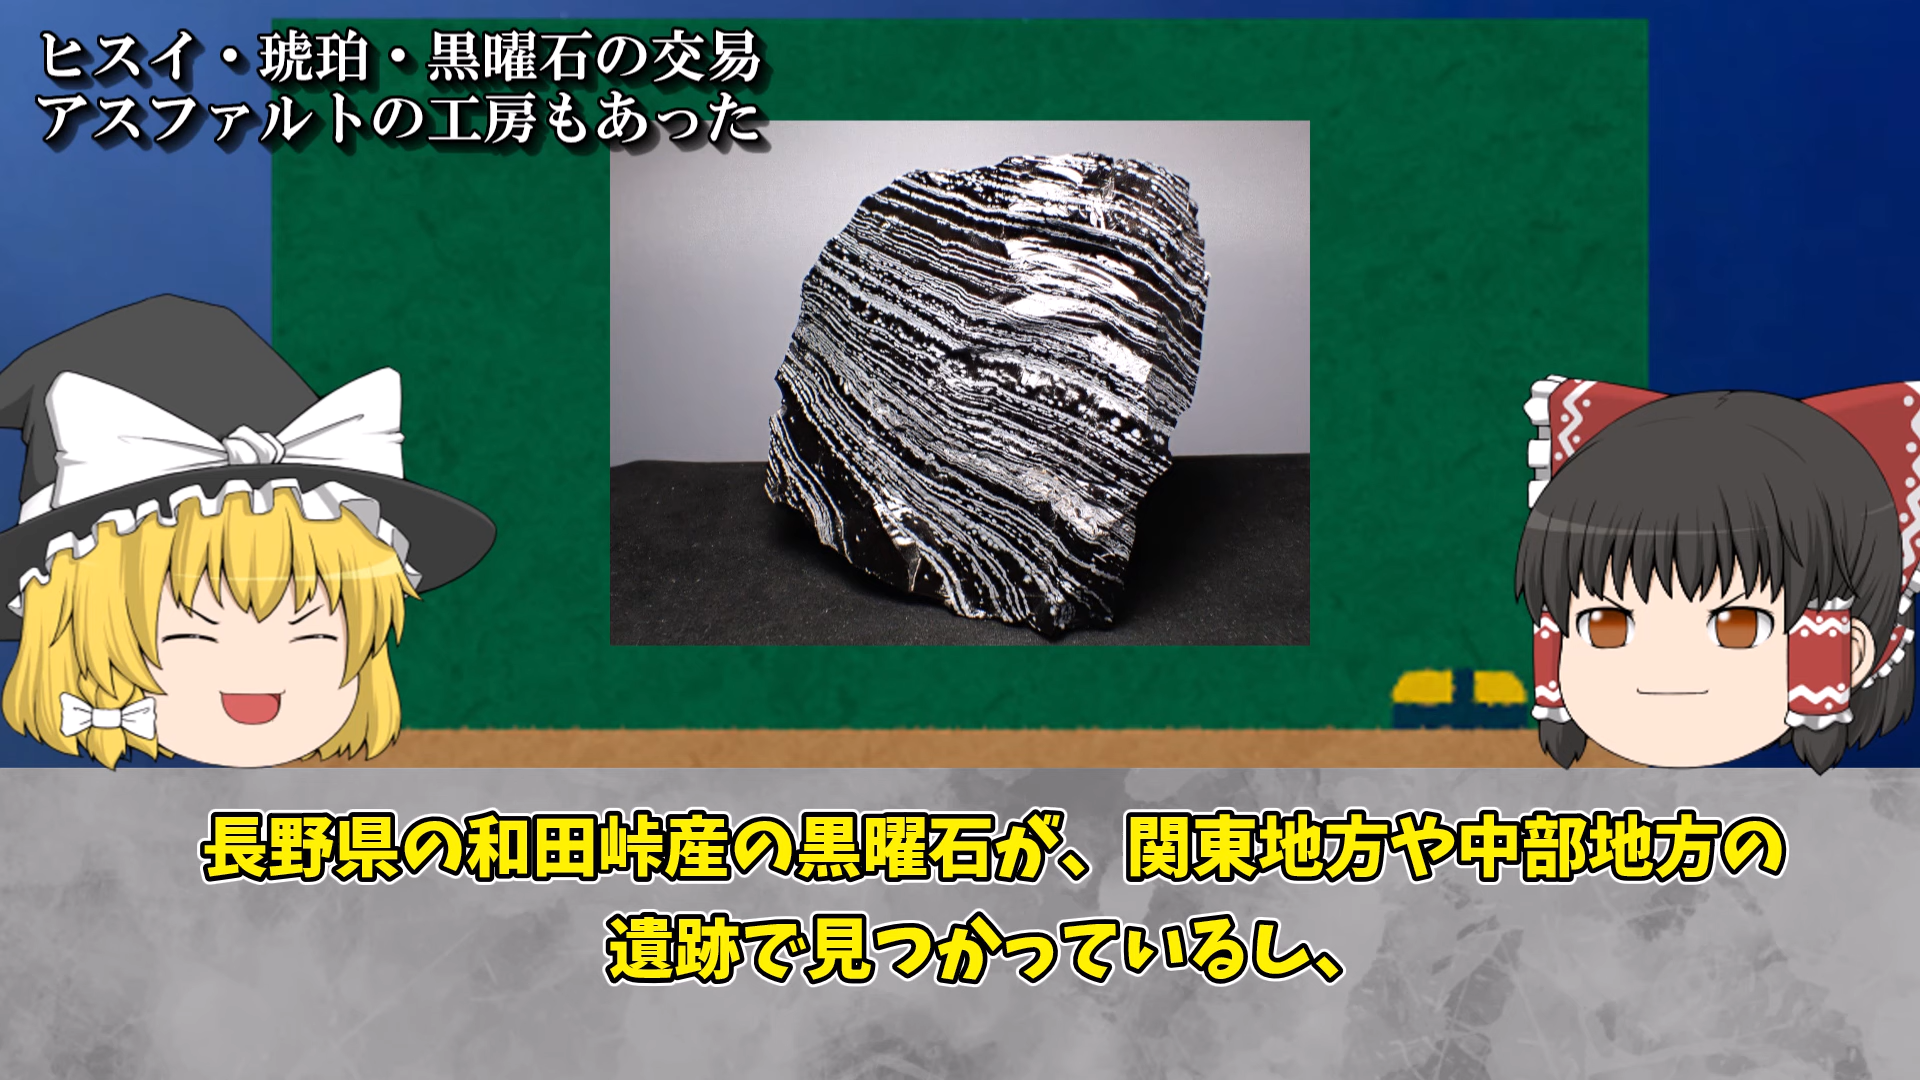 ヒスイ・琥珀・黒曜石の交易
アスファルトの工房もあった
長野県の和田峠産の黒曜石が、関東地方や中部地方の
遺跡で見つかっているし、